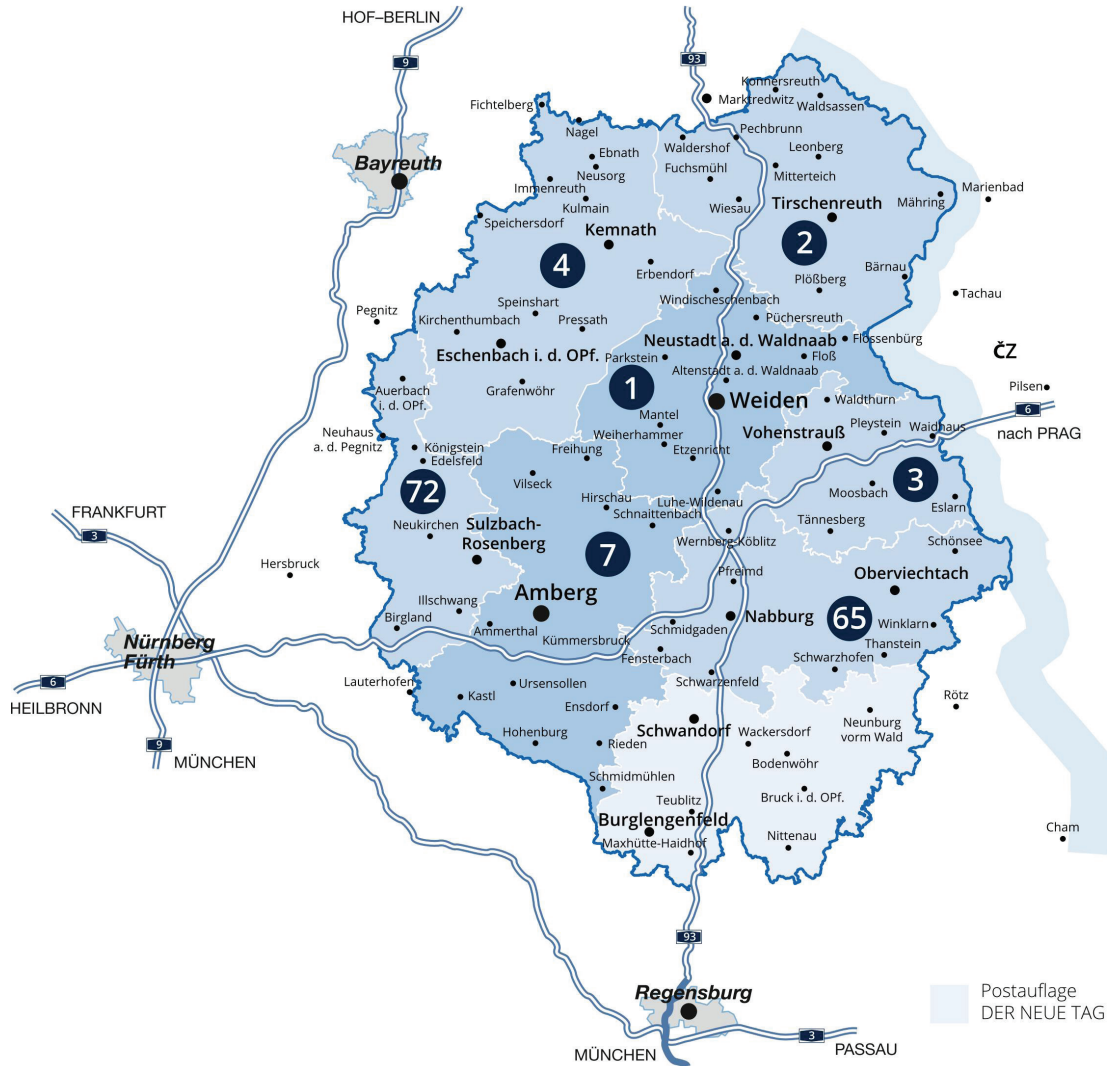 HOF–BERLIN
9
93
Konnersreuth
Marktredwitz
Waldsassen
Fichtelberg
Nagel
Pechbrunn
Waldershof
Leonberg
Ebnath
Bayreuth
Neusorg
Fuchsmühl
Mitterteich
Immenreuth
Marienbad
Kulmain
Wiesau
Tirschenreuth
Mähring
Speichersdorf
Kemnath
2
4
Erbendorf
Bärnau
Plößberg
Windischeschenbach
Tachau
Speinshart
Pegnitz
Kirchenthumbach
Pressath
Püchersreuth
Neustadt a. d. Waldnaab
Flossenbürg
Eschenbach i. d. OPf.
Parkstein
Floß
ČZ
Altenstadt a. d. Waldnaab
Grafenwöhr
1
Pilsen
Auerbach
i. d. OPf.
Weiden
Waldthurn
6
Mantel
nach PRAG
Neuhaus
a. d. Pegnitz
Weiherhammer
Vohenstrauß
Pleystein
Waidhaus
Königstein
Edelsfeld
Freihung
Etzenricht
72
Vilseck
3
Moosbach
Hirschau
Luhe-Wildenau
Eslarn
FRANKFURT
3
Schnaittenbach
Neukirchen
Sulzbach-
Rosenberg
Tännesberg
Wernberg-Köblitz
Schönsee
7
Hersbruck
Pfreimd
Oberviechtach
Amberg
Illschwang
Nabburg
65
Birgland
Ammerthal
Kümmersbruck
Schmidgaden
Winklarn
Nürnberg
Fürth
Fensterbach
Thanstein
Schwarzhofen
6
HEILBRONN
Lauterhofen
Ursensollen
Schwarzenfeld
Kastl
Ensdorf
Rötz
Schwandorf
Neunburg
vorm Wald
9
MÜNCHEN
Hohenburg
Rieden
Wackersdorf
Bodenwöhr
Schmidmühlen
Teublitz
Bruck i. d. OPf.
Burglengenfeld
Maxhütte-Haidhof
Nittenau
Cham
93
Regensburg
Postauflage
DER NEUE TAG
3
MÜNCHEN
PASSAU